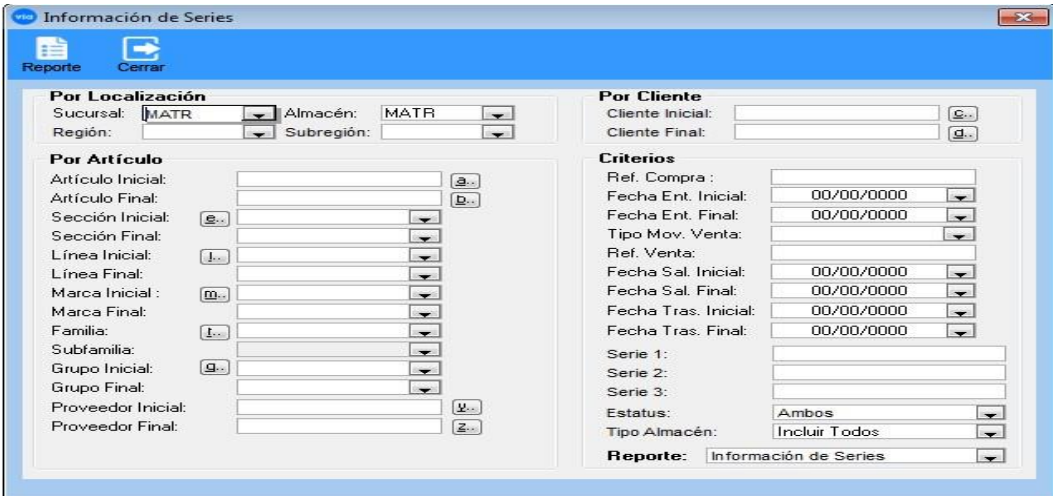 via Información de Series
Reporte Cerrar
Por Localización
Sucursal: MATR Almacén: MATR
Región: Subregión:
Por Artículo
Artículo Inicial: a..
Artículo Final: b..
Sección Inicial: e..
Sección Final:
Línea Inicial: l..
Línea Final:
Marca Inicial : m..
Marca Final:
Familia: f..
Subfamilia:
Grupo Inicial: g..
Grupo Final:
Proveedor Inicial: y..
Proveedor Final: z..
Por Cliente
Cliente Inicial: c..
Cliente Final: d..
Criterios
Ref. Compra :
Fecha Ent. Inicial: 00/00/0000
Fecha Ent. Final: 00/00/0000
Tipo Mov. Venta:
Ref. Venta:
Fecha Sal. Inicial: 00/00/0000
Fecha Sal. Final: 00/00/0000
Fecha Tras. Inicial: 00/00/0000
Fecha Tras. Final: 00/00/0000
Serie 1:
Serie 2:
Serie 3:
Estatus: Ambos
Tipo Almacén: Incluir Todos
Reporte: Información de Series